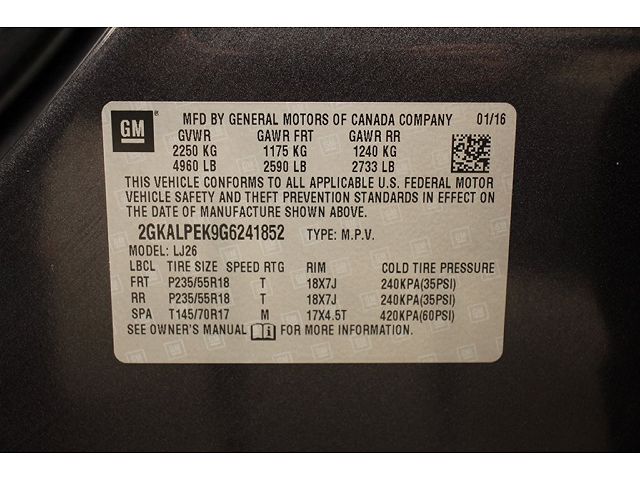 GM ® MFD BY GENERAL MOTORS OF CANADA COMPANY 01/16
GVWR GAWR FRT GAWR RR
2250 KG 1175 KG 1240 KG
4960 LB 2590 LB 2733 LB
THIS VEHICLE CONFORMS TO ALL APPLICABLE U.S. FEDERAL MOTOR
VEHICLE SAFETY AND THEFT PREVENTION STANDARDS IN EFFECT ON
THE DATE OF MANUFACTURE SHOWN ABOVE.
2GKALPEK9G6241852 TYPE: M.P.V.
MODEL: LJ26
LBCL TIRE SIZE SPEED RTG RIM COLD TIRE PRESSURE
FRT P235/55R18 T 18X7J 240KPA(35PSI)
RR P235/55R18 T 18X7J 240KPA(35PSI)
SPA T145/70R17 M 17X4.5T 420KPA(60PSI)
SEE OWNER'S MANUAL FOR MORE INFORMATION.